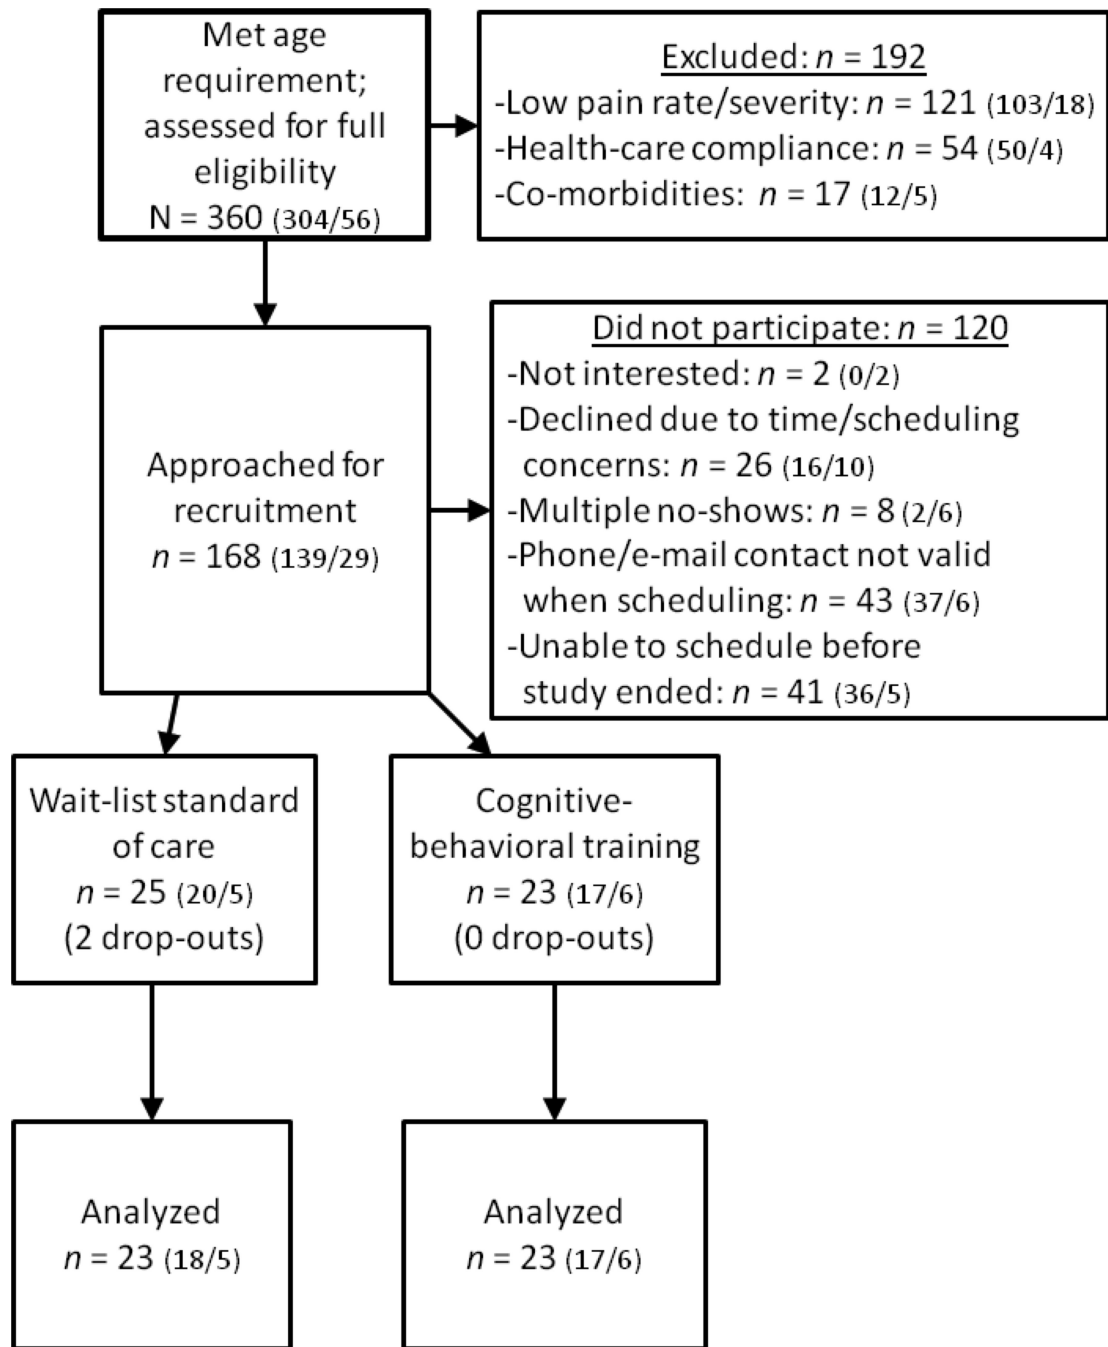 Met age
requirement;
assessed for full
eligibility
N = 360 (304/56)
Excluded: n = 192
-Low pain rate/severity: n = 121 (103/18)
-Health-care compliance: n = 54 (50/4)
-Co-morbidities: n = 17 (12/5)
Approached for
recruitment
n = 168 (139/29)
Did not participate: n = 120
-Not interested: n = 2 (0/2)
-Declined due to time/scheduling
concerns: n = 26 (16/10)
-Multiple no-shows: n = 8 (2/6)
-Phone/e-mail contact not valid
when scheduling: n = 43 (37/6)
-Unable to schedule before
study ended: n = 41 (36/5)
Wait-list standard
of care
n = 25 (20/5)
(2 drop-outs)
Cognitive-
behavioral training
n = 23 (17/6)
(0 drop-outs)
Analyzed
n = 23 (18/5)
Analyzed
n = 23 (17/6)